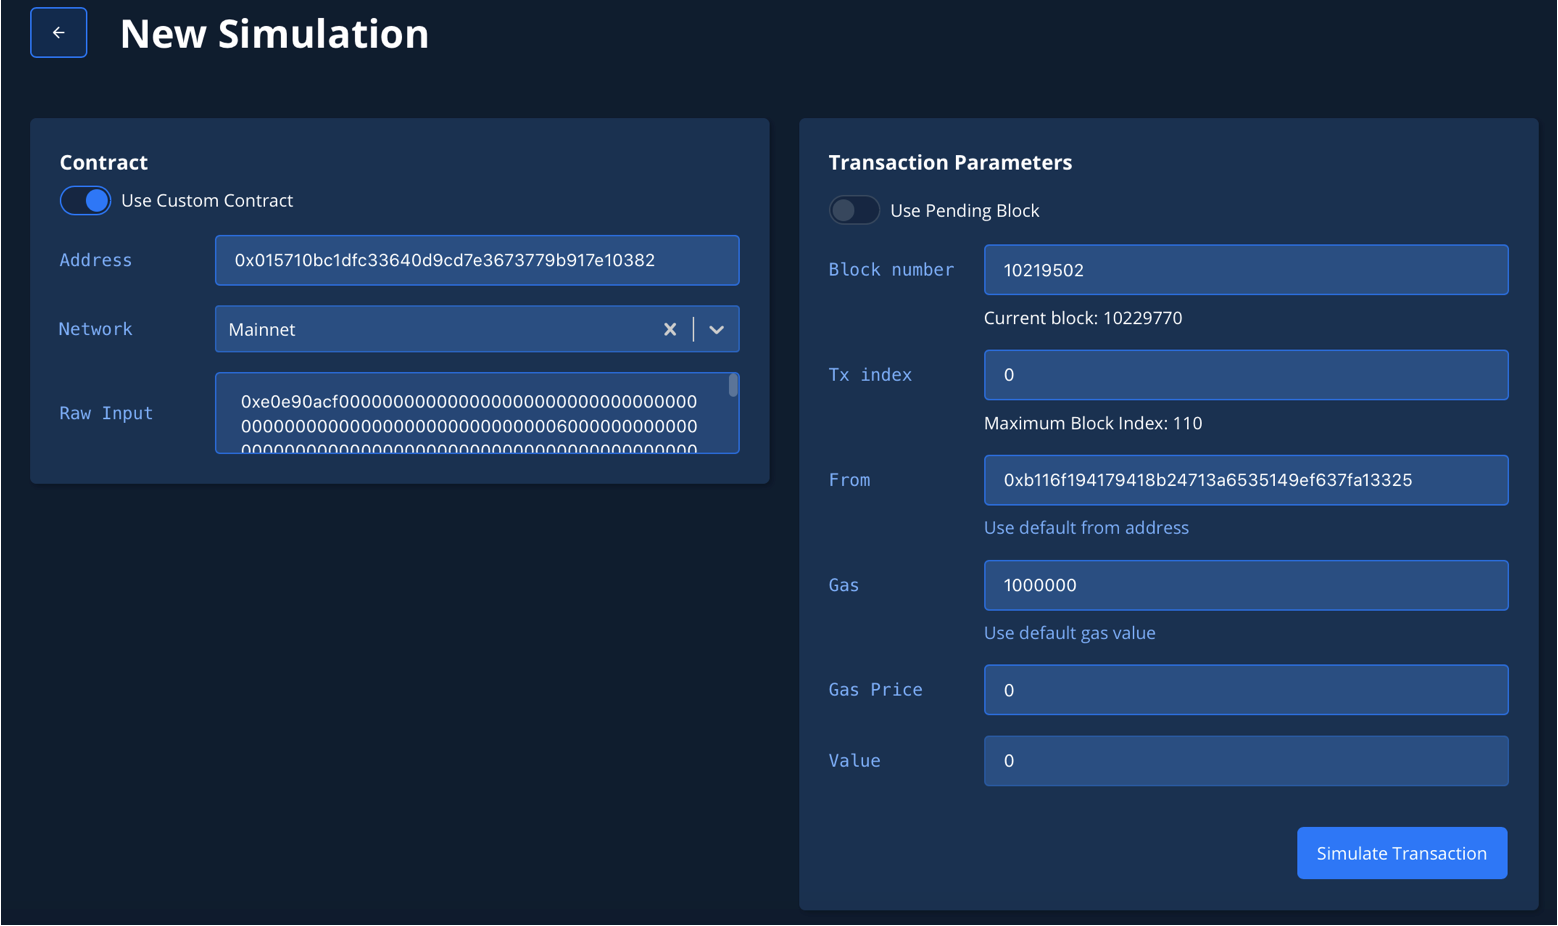 New Simulation
Contract
Use Custom Contract
Address
0x015710bc1dfc33640d9cd7e3673779b917e10382
Network
Mainnet
Raw Input
0xe0e90acf00000000000000000000000000000000
000000000000000000000000000006000000000000
Transaction Parameters
Use Pending Block
Block number
10219502
Current block: 10229770
Tx index
0
Maximum Block Index: 110
From
0xb116f194179418b24713a6535149ef637fa13325
Use default from address
Gas
1000000
Use default gas value
Gas Price
0
Value
0
Simulate Transaction